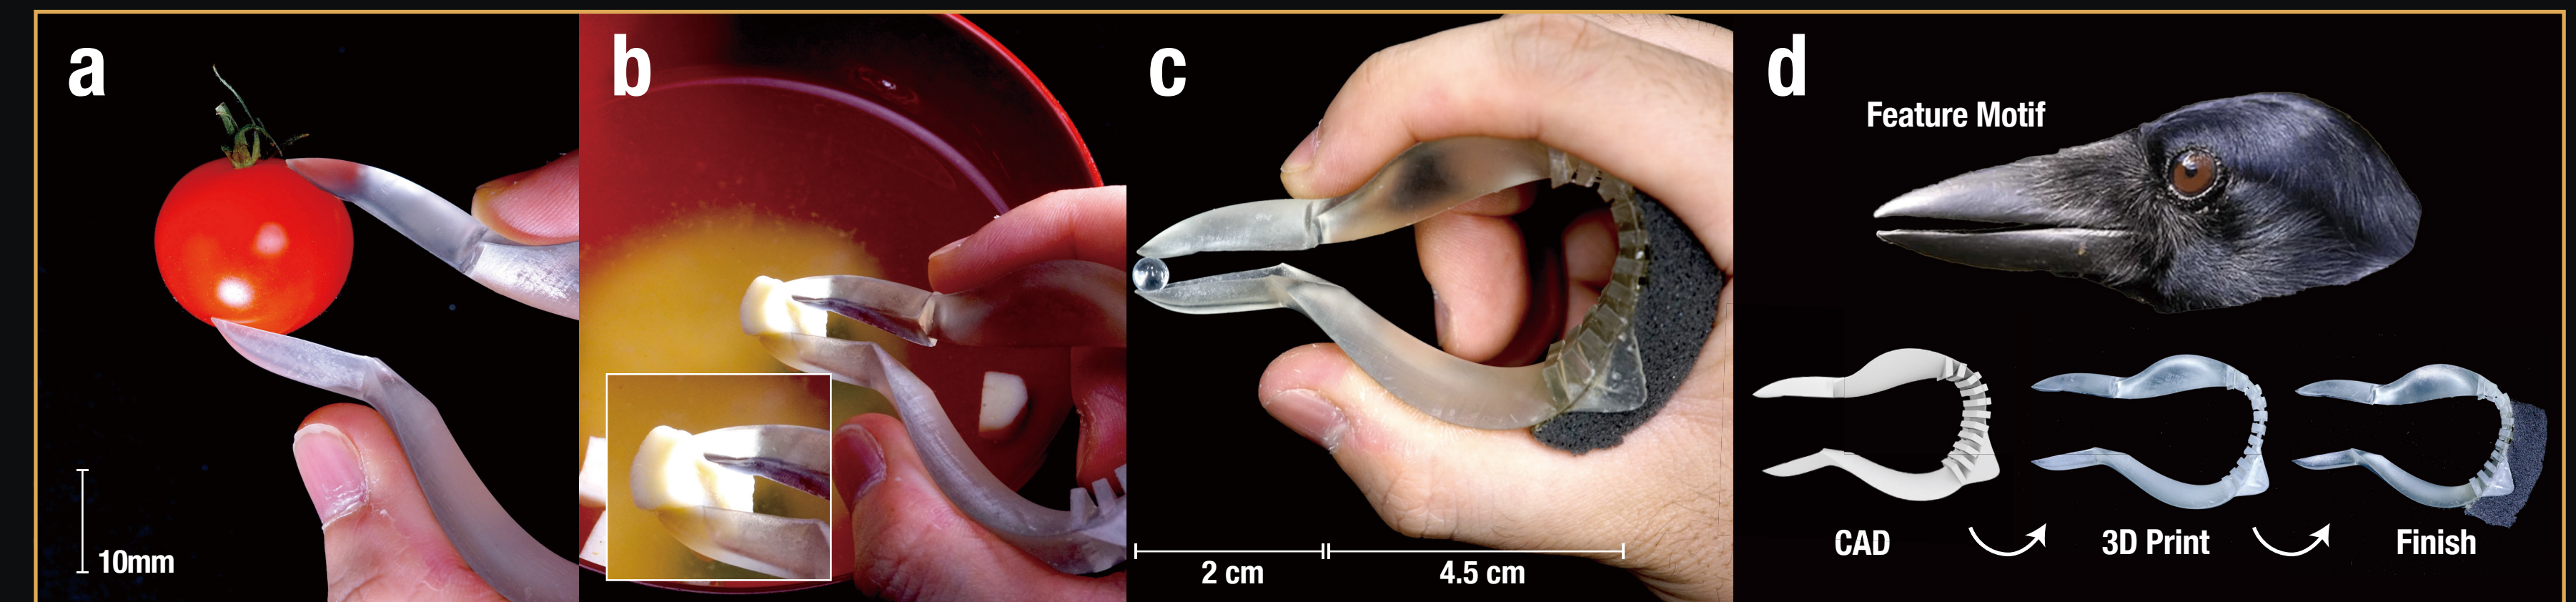 a
10mm
b
c
2 cm
4.5 cm
d
Feature Motif
CAD
3D Print
Finish